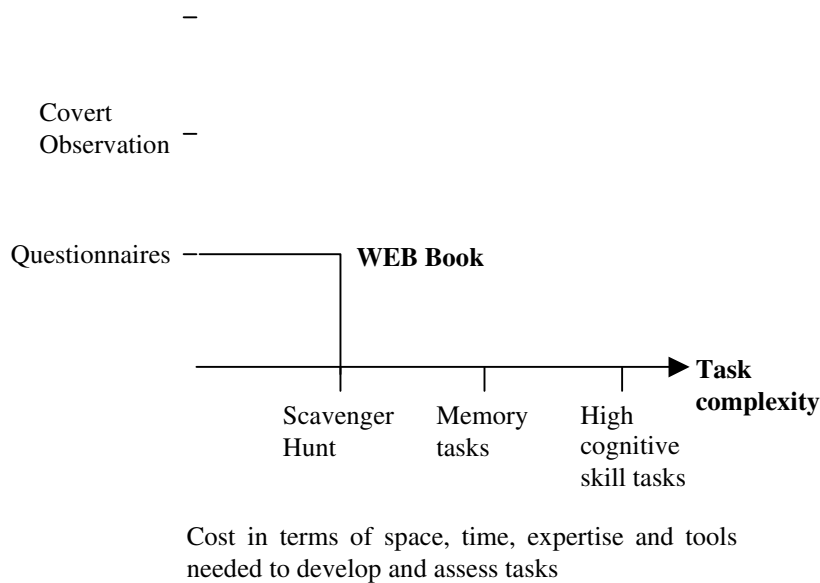 Covert
Observation
Questionnaires
WEB Book
Task
complexity
Scavenger
Hunt
Memory
tasks
High
cognitive
skill tasks
Cost in terms of space, time, expertise and tools
needed to develop and assess tasks